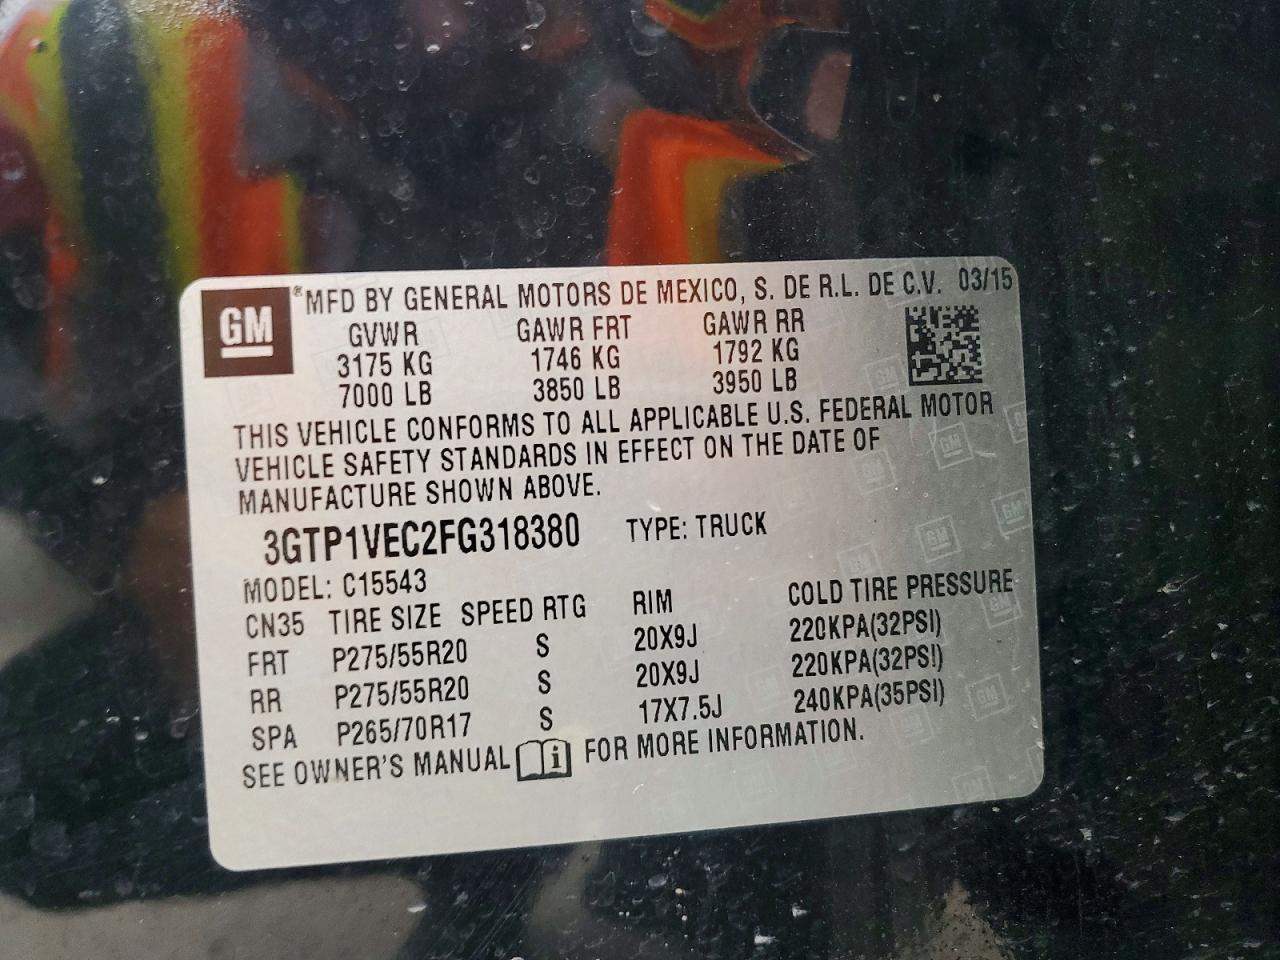 GM ®MFD BY GENERAL MOTORS DE MEXICO, S. DE R.L. DE C.V. 03/15
GVWR GAWR FRT GAWR RR
3175 KG 1746 KG 1792 KG
7000 LB 3850 LB 3950 LB
THIS VEHICLE CONFORMS TO ALL APPLICABLE U.S. FEDERAL MOTOR
VEHICLE SAFETY STANDARDS IN EFFECT ON THE DATE OF
MANUFACTURE SHOWN ABOVE.
3GTP1VEC2FG318380 TYPE: TRUCK
MODEL: C15543
CN35 TIRE SIZE SPEED RTG RIM COLD TIRE PRESSURE
FRT P275/55R20 S 20X9J 220KPA(32PSI)
RR P275/55R20 S 20X9J 220KPA(32PSI)
SPA P265/70R17 S 17X7.5J 240KPA(35PSI)
SEE OWNER'S MANUAL i FOR MORE INFORMATION.